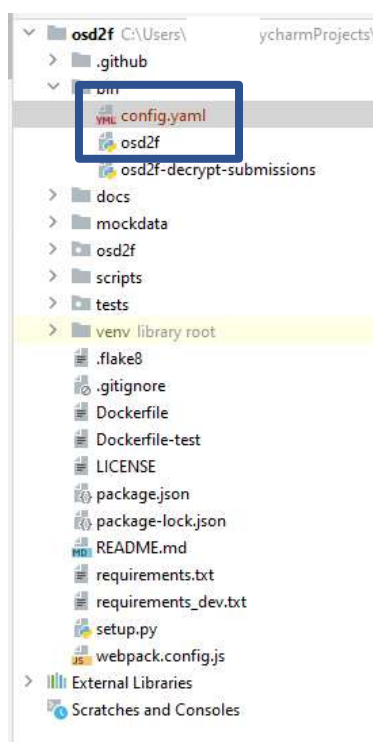 osd2f C:\Users\ ycharmProjects\
.github
bin
config.yaml
osd2f
osd2f-decrypt-submissions
docs
mockdata
osd2f
scripts
tests
venv library root
.flake8
.gitignore
Dockerfile
Dockerfile-test
LICENSE
package.json
package-lock.json
README.md
requirements.txt
requirements_dev.txt
setup.py
webpack.config.js
External Libraries
Scratches and Consoles